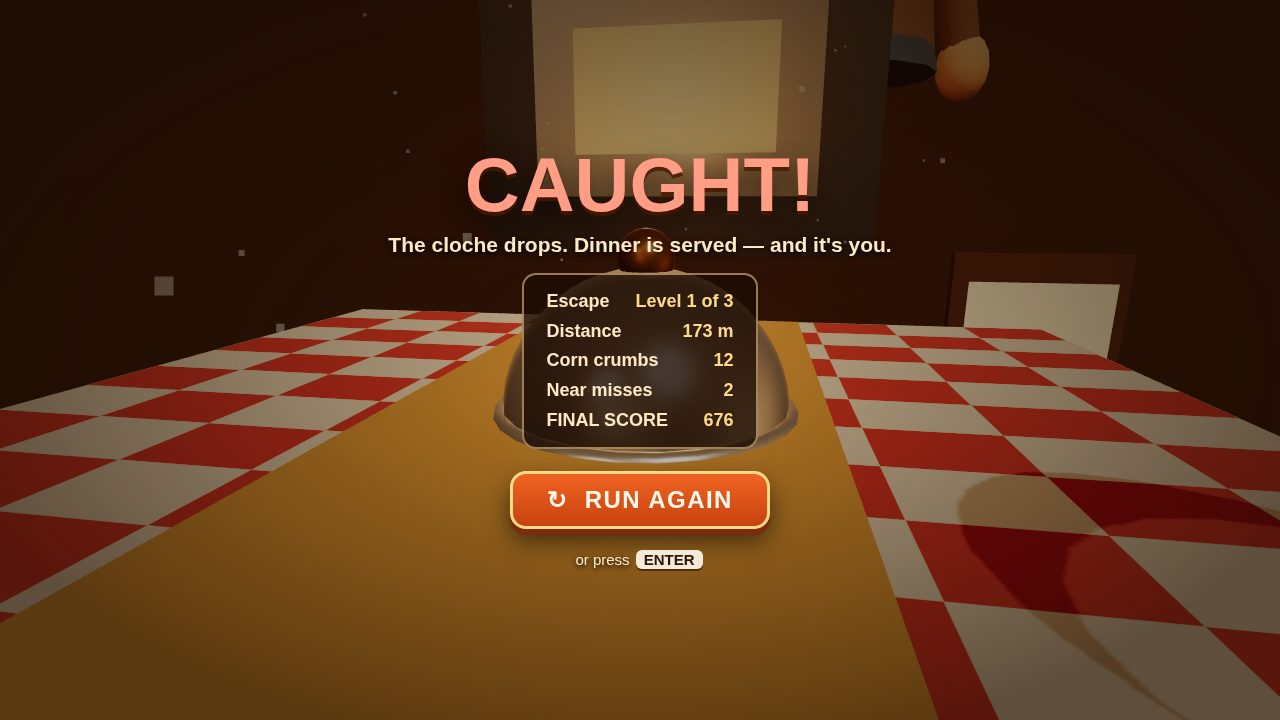 CAUGHT!
The cloche drops. Dinner is served — and it's you.
Escape Level 1 of 3
Distance 173 m
Corn crumbs 12
Near misses 2
FINAL SCORE 676
↻ RUN AGAIN
or press ENTER